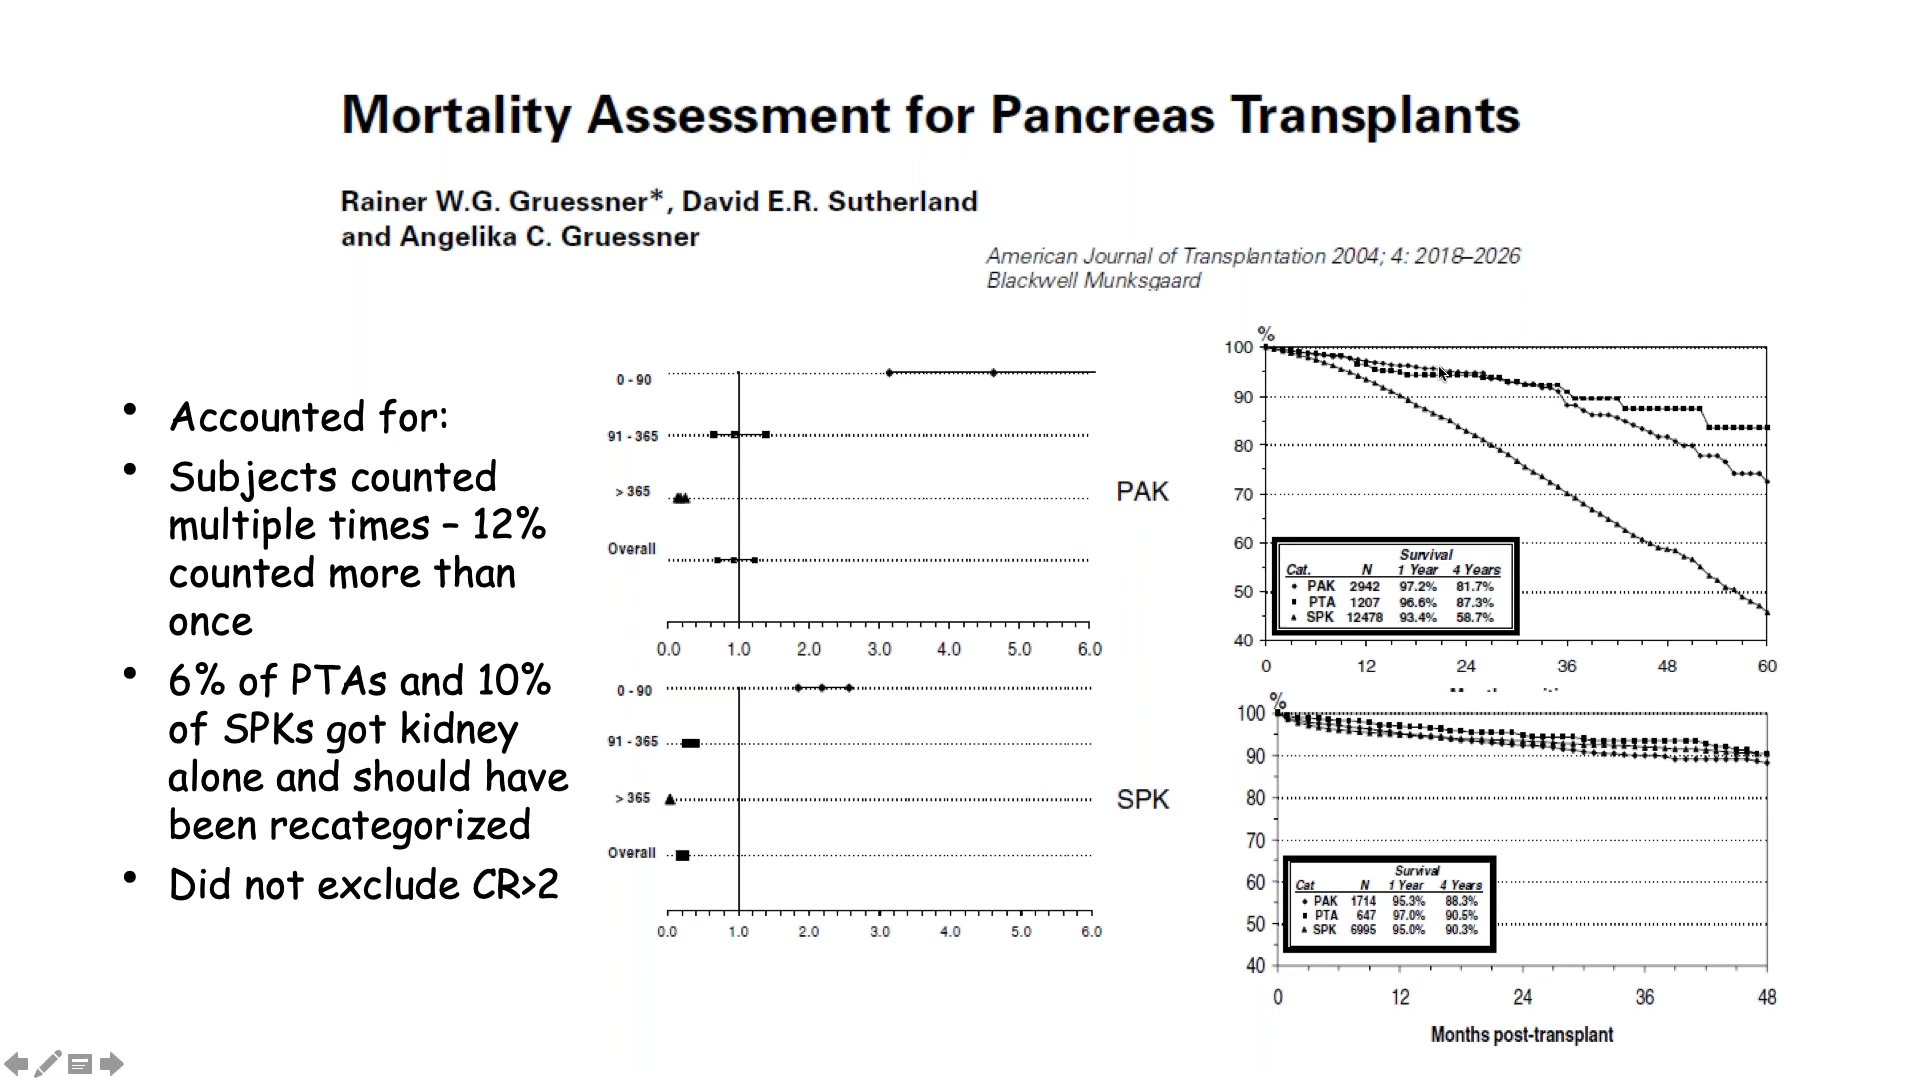 Mortality Assessment for Pancreas Transplants
Rainer W.G. Gruessner*, David E.R. Sutherland
and Angelika C. Gruessner
American Journal of Transplantation 2004; 4: 2018–2026
Blackwell Munksgaard
• Accounted for:
• Subjects counted
multiple times – 12%
counted more than
once
• 6% of PTAs and 10%
of SPKs got kidney
alone and should have
been recategorized
• Did not exclude CR>2
0 - 90
91 - 365
> 365
Overall
0.0 1.0 2.0 3.0 4.0 5.0 6.0
PAK
0 - 90
91 - 365
> 365
Overall
0.0 1.0 2.0 3.0 4.0 5.0 6.0
SPK
%
100
90
80
70
60
50
40
Survival
Cat. N 1 Year 4 Years
PAK 2942 97.2% 81.7%
PTA 1207 96.6% 87.3%
SPK 12478 93.4% 58.7%
0 12 24 36 48 60
%
100
90
80
70
60
50
40
Survival
Cat N 1 Year 4 Years
PAK 1714 95.3% 88.3%
PTA 647 97.0% 90.5%
SPK 6995 95.0% 90.3%
0 12 24 36 48
Months post-transplant